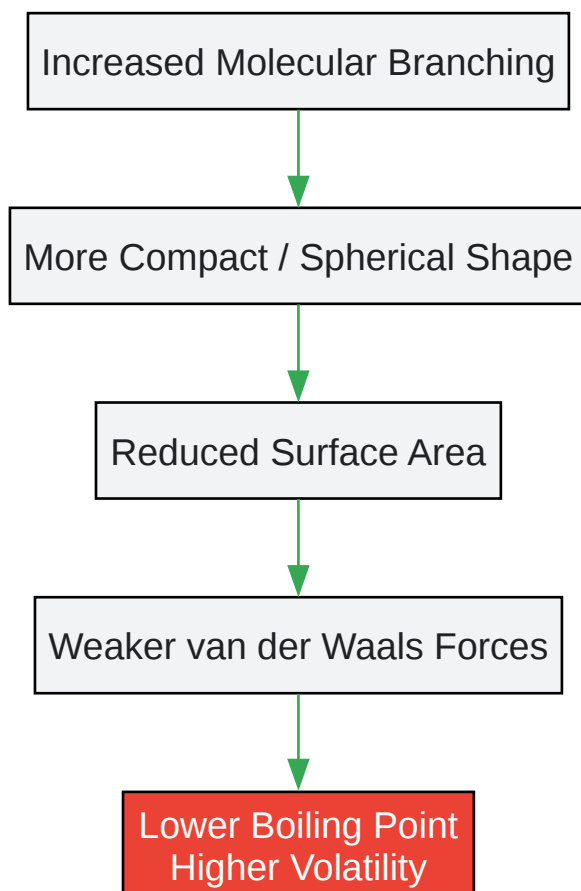 Increased Molecular Branching
More Compact / Spherical Shape
Reduced Surface Area
Weaker van der Waals Forces
Lower Boiling Point
Higher Volatility